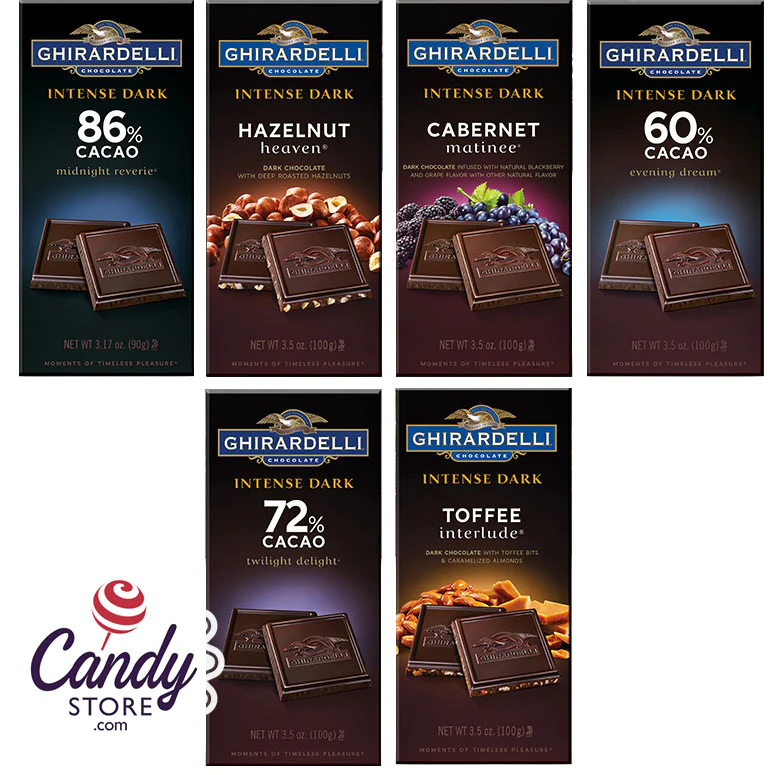 GHIRARDELLI
CHOCOLATE
INTENSE DARK
86%
CACAO
midnight reverie®
GHIRARDELLI
NET WT 3.17 oz. (90g)
MOMENTS OF TIMELESS PLEASURE®
GHIRARDELLI
CHOCOLATE
INTENSE DARK
HAZELNUT
heaven®
DARK CHOCOLATE
WITH DEEP ROASTED HAZELNUTS
GHIRARDELLI
NET WT 3.5 oz. (100g)
MOMENTS OF TIMELESS PLEASURE®
GHIRARDELLI
CHOCOLATE
INTENSE DARK
CABERNET
matinee®
DARK CHOCOLATE INFUSED WITH NATURAL BLACKBERRY
AND GRAPE FLAVOR WITH OTHER NATURAL FLAVOR
GHIRARDELLI
NET WT 3.5 oz. (100g)
MOMENTS OF TIMELESS PLEASURE®
GHIRARDELLI
CHOCOLATE
INTENSE DARK
60%
CACAO
evening dream®
GHIRARDELLI
NET WT 3.5 oz. (100g)
MOMENTS OF TIMELESS PLEASURE®
GHIRARDELLI
CHOCOLATE
INTENSE DARK
72%
CACAO
twilight delight®
GHIRARDELLI
NET WT 3.5 oz. (100g)
MOMENTS OF TIMELESS PLEASURE®
GHIRARDELLI
CHOCOLATE
INTENSE DARK
TOFFEE
interlude®
DARK CHOCOLATE WITH TOFFEE BITS
& CARAMELIZED ALMONDS
GHIRARDELLI
NET WT 3.5 oz. (100g)
MOMENTS OF TIMELESS PLEASURE®
Candy
STORE
.com